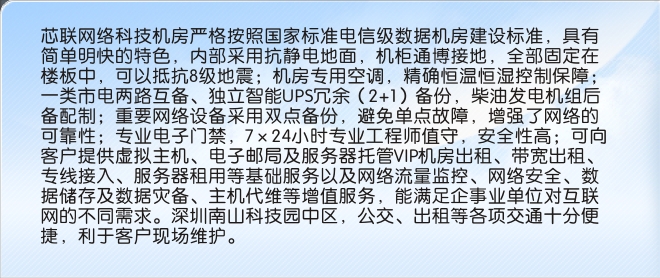 芯联网络科技机房严格按照国家标准电信级数据机房建设标准，具有
简单明快的特色，内部采用抗静电地面，机柜通博接地，全部固定在
楼板中，可以抵抗8级地震；机房专用空调，精确恒温恒湿控制保障；
一类市电两路互备、独立智能UPS冗余（2+1）备份，柴油发电机组后
备配制；重要网络设备采用双点备份，避免单点故障，增强了网络的
可靠性；专业电子门禁，7×24小时专业工程师值守，安全性高；可向
客户提供虚拟主机、电子邮局及服务器托管VIP机房出租、带宽出租、
专线接入、服务器租用等基础服务以及网络流量监控、网络安全、数
据储存及数据灾备、主机代维等增值服务，能满足企事业单位对互联
网的不同需求。深圳南山科技园中区，公交、出租等各项交通十分便
捷，利于客户现场维护。